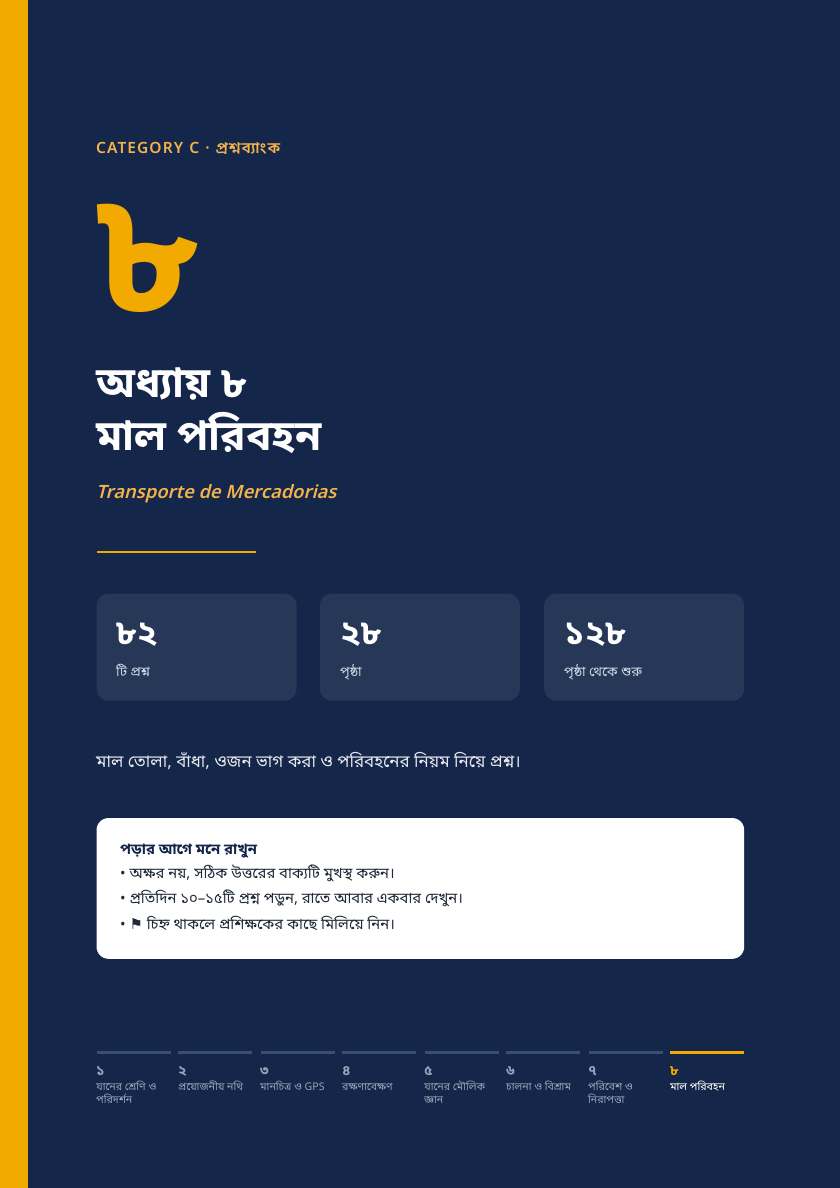 CATEGORY C · প্রশ্নব্যাংক
৮
অধ্যায় ৮
মাল পরিবহন
Transporte de Mercadorias
৮২
টি প্রশ্ন
২৮
পৃষ্ঠা
১২৮
পৃষ্ঠা থেকে শুরু
মাল তোলা, বাঁধা, ওজন ভাগ করা ও পরিবহনের নিয়ম নিয়ে প্রশ্ন।
পড়ার আগে মনে রাখুন
• অক্ষর নয়, সঠিক উত্তরের বাক্যটি মুখস্থ করুন।
• প্রতিদিন ১০–১৫টি প্রশ্ন পড়ুন, রাতে আবার একবার দেখুন।
• ⚑ চিহ্ন থাকলে প্রশিক্ষকের কাছে মিলিয়ে নিন।
১
যানের শ্রেণি ও
পরিদর্শন
২
প্রয়োজনীয় নথি
৩
মানচিত্র ও GPS
৪
রক্ষণাবেক্ষণ
৫
যানের মৌলিক
জ্ঞান
৬
চালনা ও বিশ্রাম
৭
পরিবেশ ও
নিরাপত্তা
৮
মাল পরিবহন